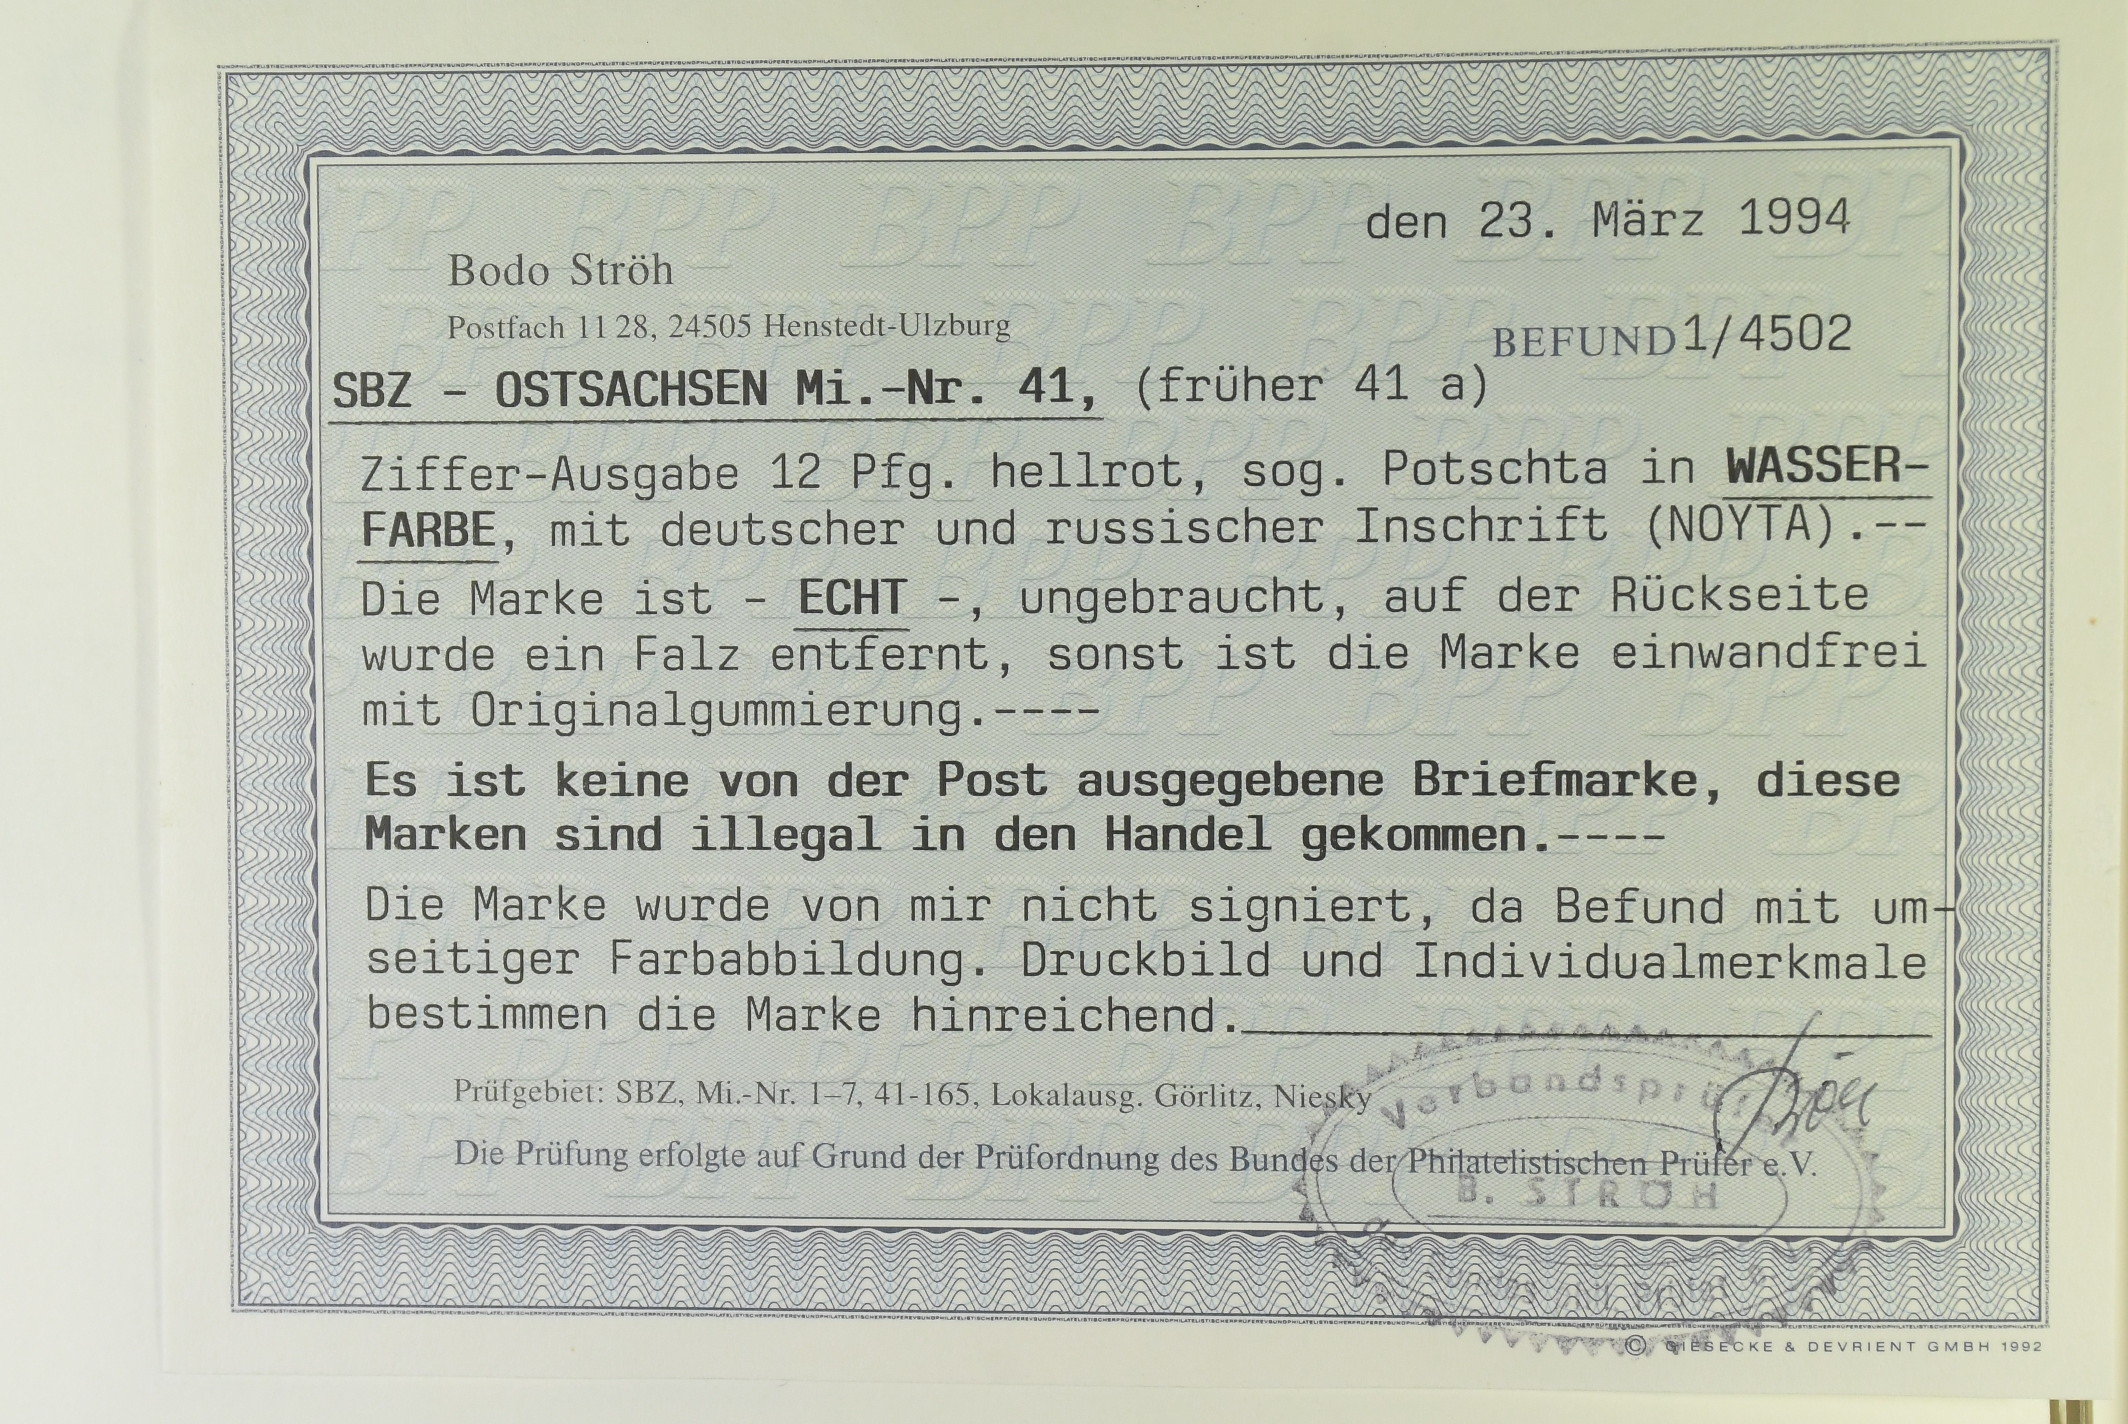 den 23. März 1994
Bodo Ströh
Postfach 11 28, 24505 Henstedt-Ulzburg
BEFUND 1/4502
SBZ - OSTSACHSEN Mi.-Nr. 41, (früher 41 a)
Ziffer-Ausgabe 12 Pfg. hellrot, sog. Potschta in WASSER-
FARBE, mit deutscher und russischer Inschrift (NOYTA).--
Die Marke ist - ECHT -, ungebraucht, auf der Rückseite
wurde ein Falz entfernt, sonst ist die Marke einwandfrei
mit Originalgummierung.----
Es ist keine von der Post ausgegebene Briefmarke, diese
Marken sind illegal in den Handel gekommen.----
Die Marke wurde von mir nicht signiert, da Befund mit um-
seitiger Farbabbildung. Druckbild und Individualmerkmale
bestimmen die Marke hinreichend.
Prüfgebiet: SBZ, Mi.-Nr. 1–7, 41-165, Lokalausg. Görlitz, Niesky
Die Prüfung erfolgte auf Grund der Prüfordnung des Bundes der Philatelistischen Prüfer e.V.
B. STRÖH
© GIESECKE & DEVRIENT GMBH 1992